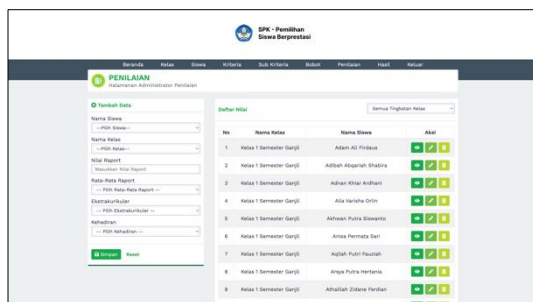 SPK - Pemilihan
Siswa Berprestasi
Beranda Kelas Siswa Kriteria Sub Kriteria Bobot Penilaian Hasil Keluar
PENILAIAN
Halamanan Administrator Penilaian
Tambah Data
Nama Siswa
--Pilih Siswa--
Nama Kelas
--Pilih Kelas--
Nilai Raport
Masukkan Nilai Raport
Rata-Rata Raport
-- Pilih Rata-Rata Raport --
Ekstrakurikuler
-- Pilih Ekstrakurikuler --
Kehadiran
-- Pilih Kehadiran --
Simpan Reset
Daftar Nilai Semua Tingkatan Kelas
No Nama Kelas Nama Siswa Aksi
1 Kelas 1 Semester Ganjil Adam Ali Firdaus
2 Kelas 1 Semester Ganjil Adibah Abqariah Shabira
3 Kelas 1 Semester Ganjil Adnan Khiar Ardhani
4 Kelas 1 Semester Ganjil Aila Varisha Orlin
5 Kelas 1 Semester Ganjil Akhwan Putra Siswanto
6 Kelas 1 Semester Ganjil Anisa Permata Sari
7 Kelas 1 Semester Ganjil Aqilah Putri Fauziah
8 Kelas 1 Semester Ganjil Arsya Putra Hertanis
9 Kelas 1 Semester Ganjil Athaillah Zidane Ferdian